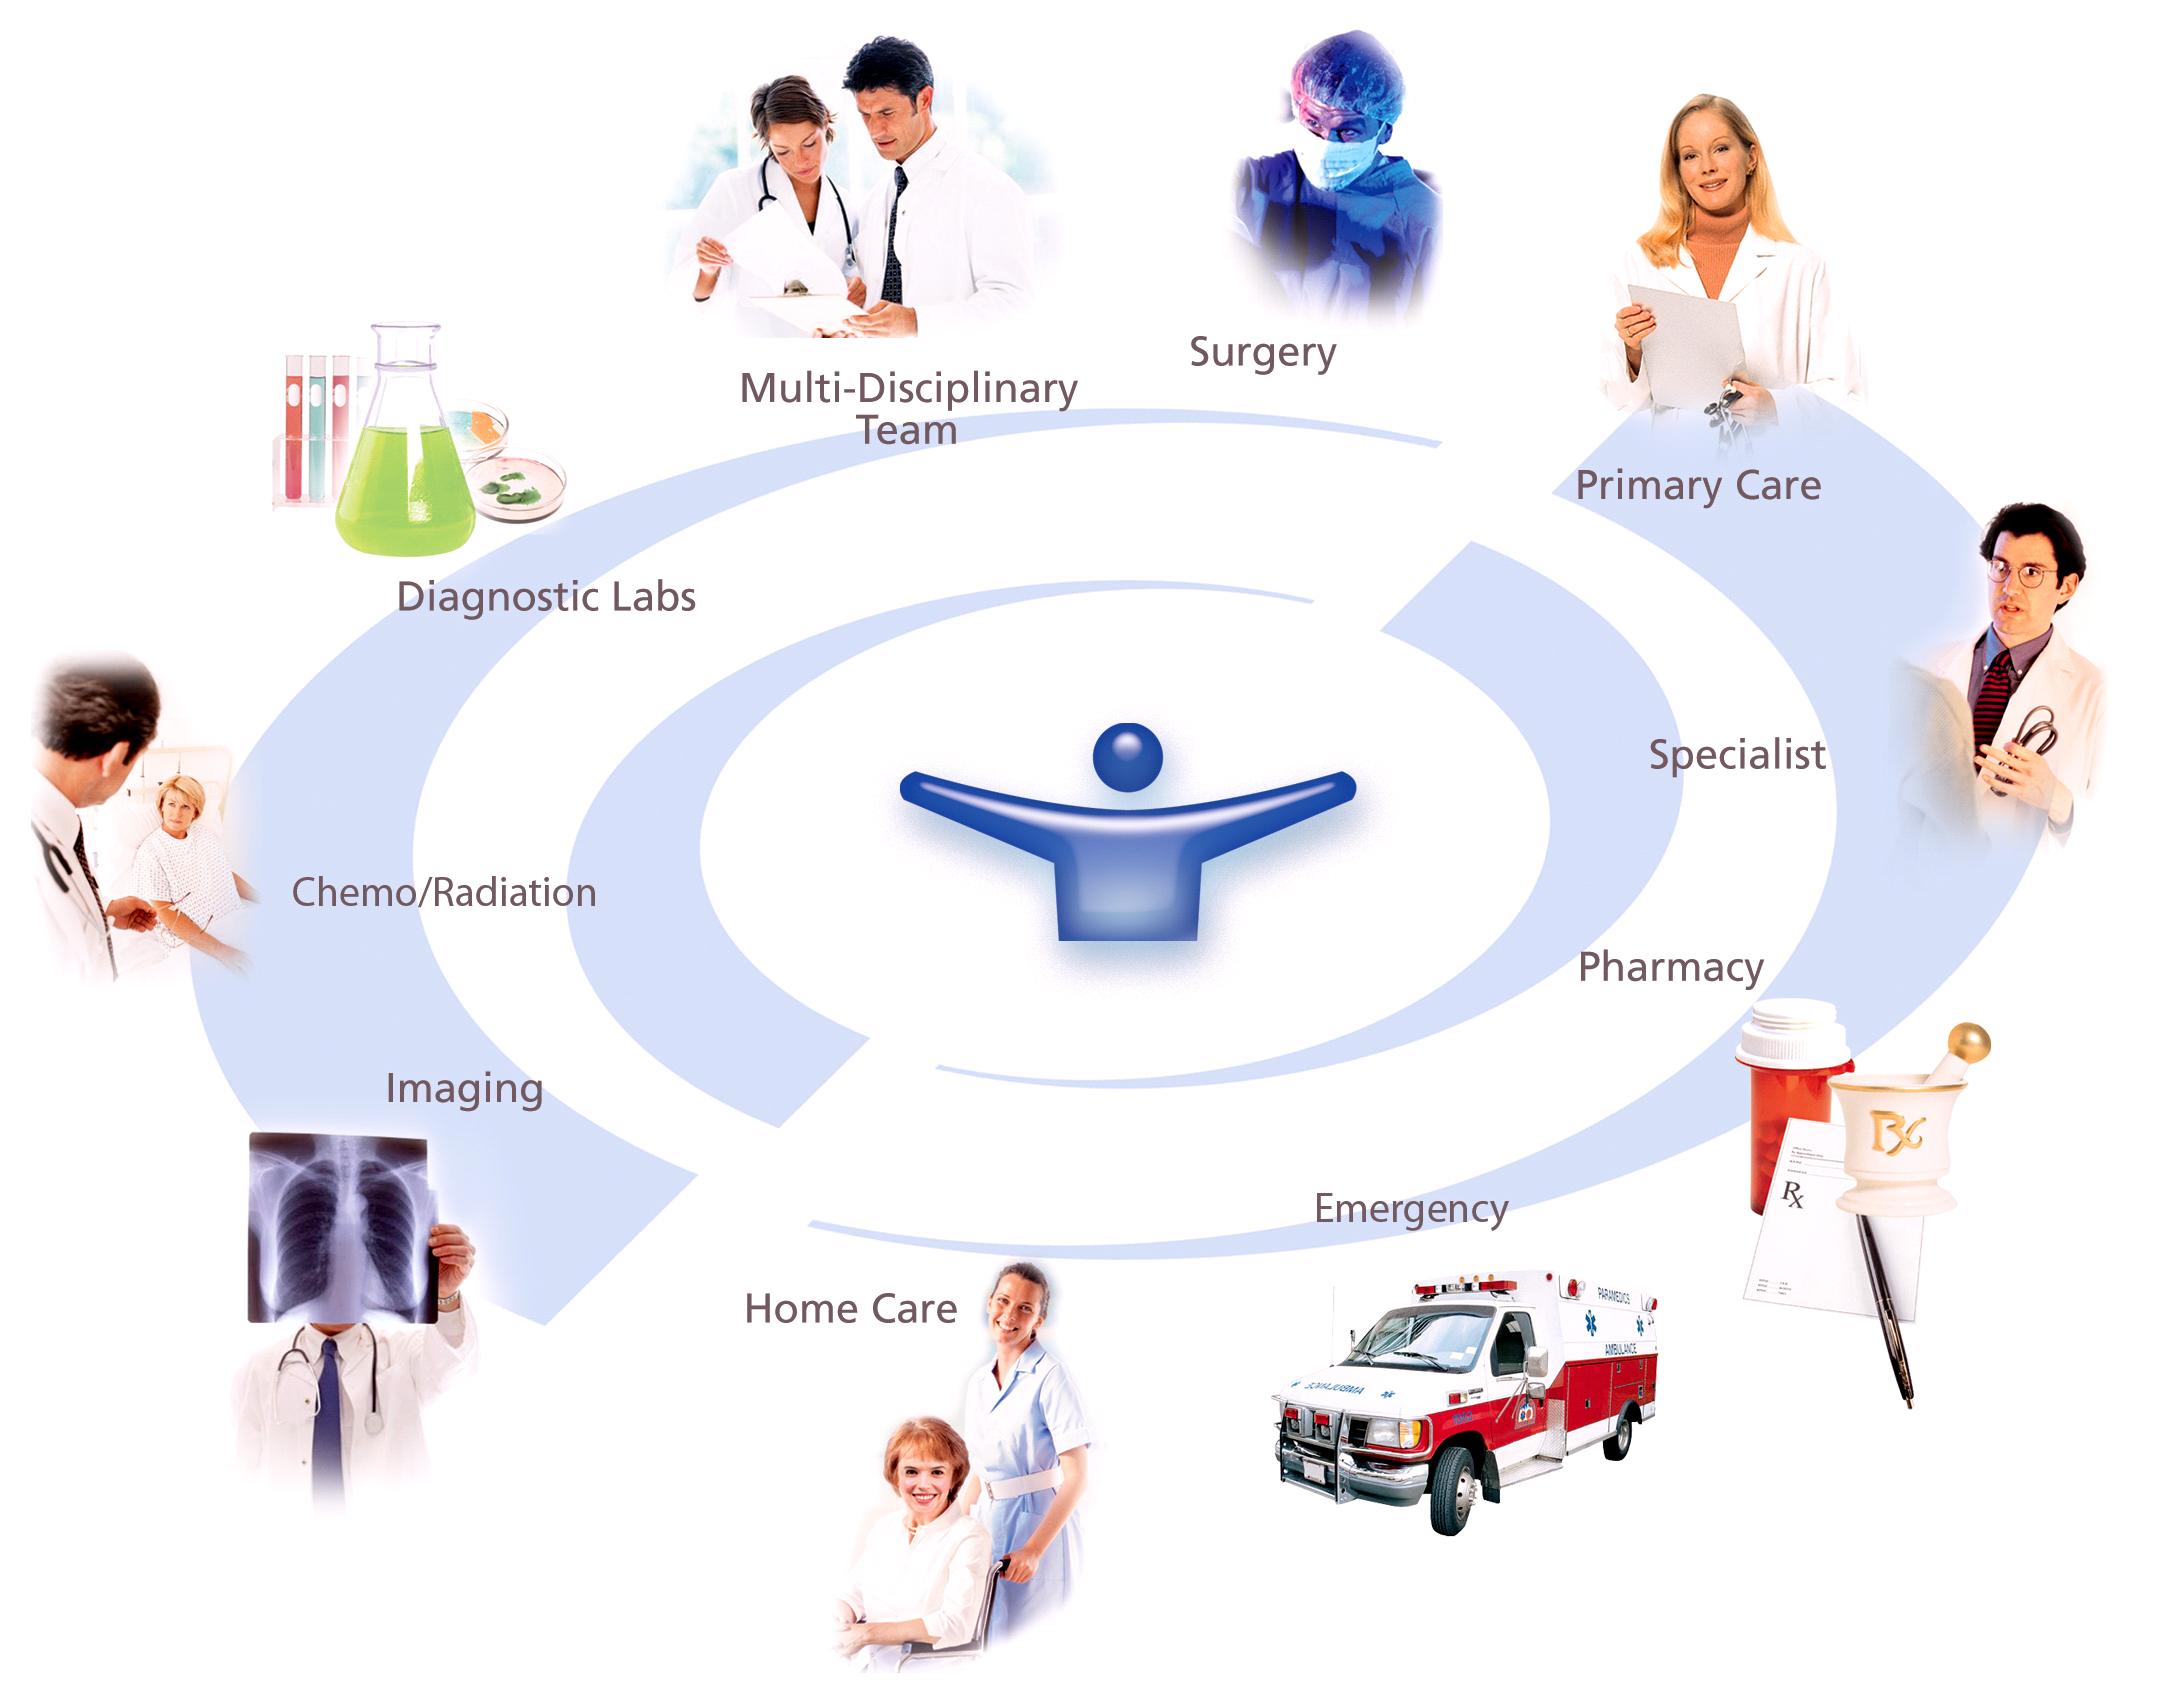 Surgery
Multi-Disciplinary
Team
Primary Care
Diagnostic Labs
Specialist
Chemo/Radiation
Pharmacy
Imaging
Rx
Rx
Emergency
Home Care
PARAMEDICS
AMBULANCE
AMBULANCE